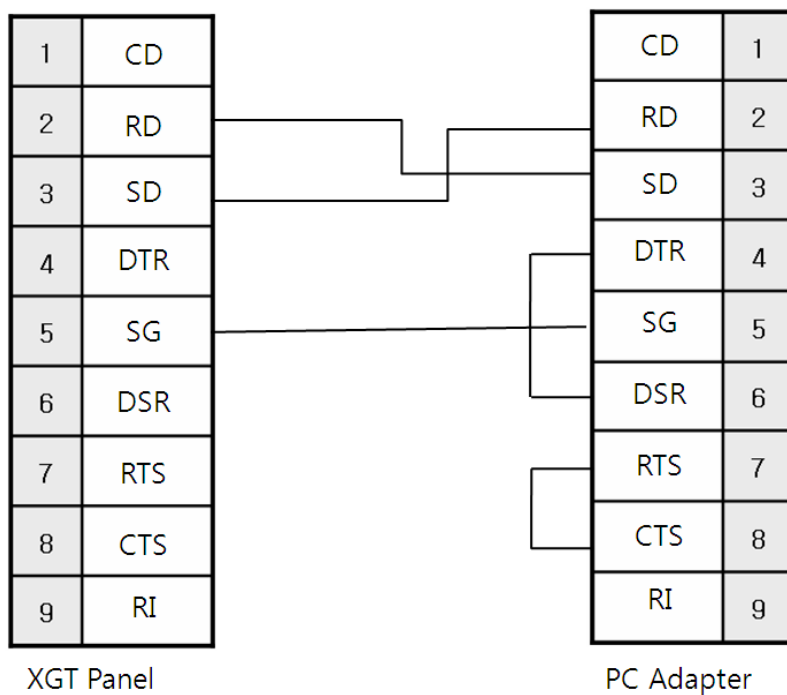 1 CD
2 RD
3 SD
4 DTR
5 SG
6 DSR
7 RTS
8 CTS
9 RI
XGT Panel
CD 1
RD 2
SD 3
DTR 4
SG 5
DSR 6
RTS 7
CTS 8
RI 9
PC Adapter